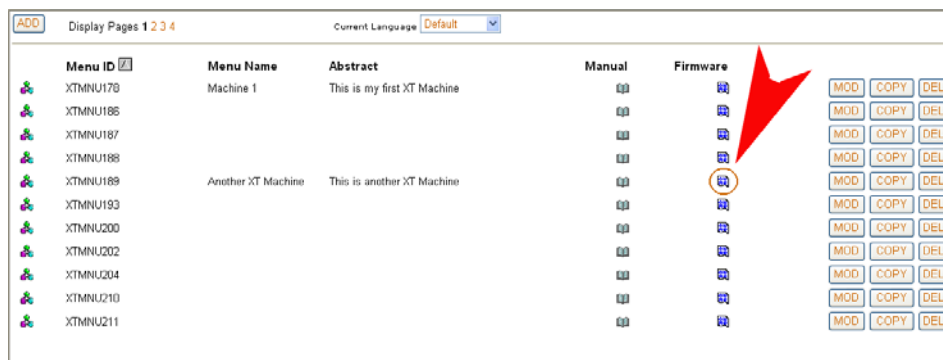 ADD Display Pages 1 2 3 4 Current Language Default
Menu ID Menu Name Abstract Manual Firmware
XTMNU178 Machine 1 This is my first XT Machine MOD COPY DEL
XTMNU186 MOD COPY DEL
XTMNU187 MOD COPY DEL
XTMNU188 MOD COPY DEL
XTMNU189 Another XT Machine This is another XT Machine MOD COPY DEL
XTMNU193 MOD COPY DEL
XTMNU200 MOD COPY DEL
XTMNU202 MOD COPY DEL
XTMNU204 MOD COPY DEL
XTMNU210 MOD COPY DEL
XTMNU211 MOD COPY DEL